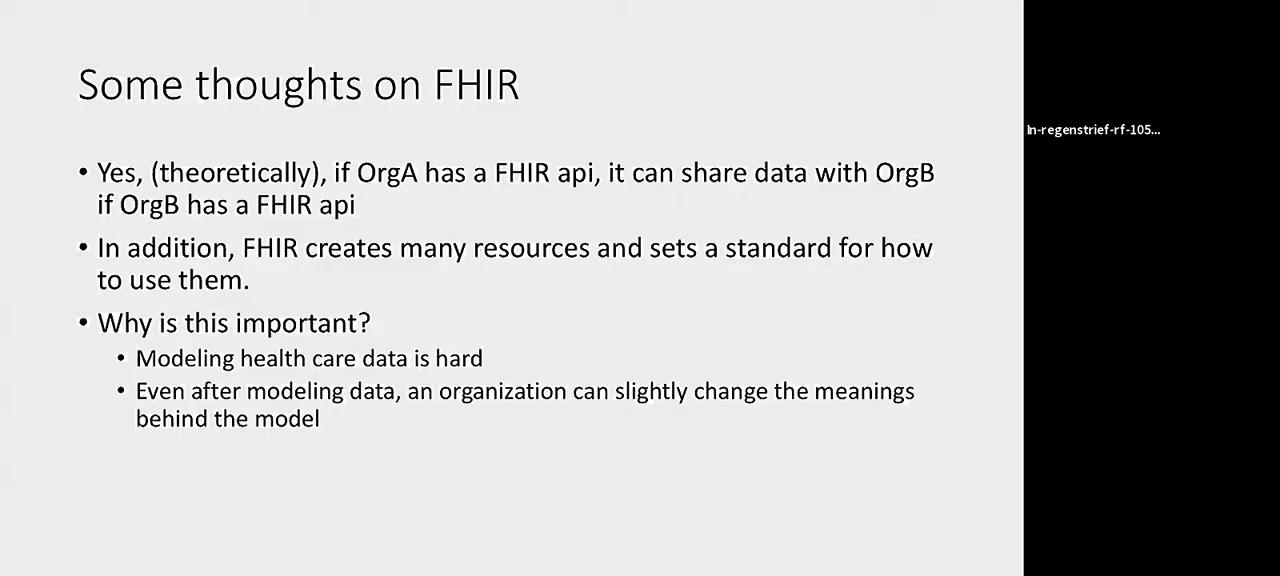 Some thoughts on FHIR
• Yes, (theoretically), if OrgA has a FHIR api, it can share data with OrgB
if OrgB has a FHIR api
• In addition, FHIR creates many resources and sets a standard for how
to use them.
• Why is this important?
• Modeling health care data is hard
• Even after modeling data, an organization can slightly change the meanings
behind the model
In-regenstrief-rf-105...